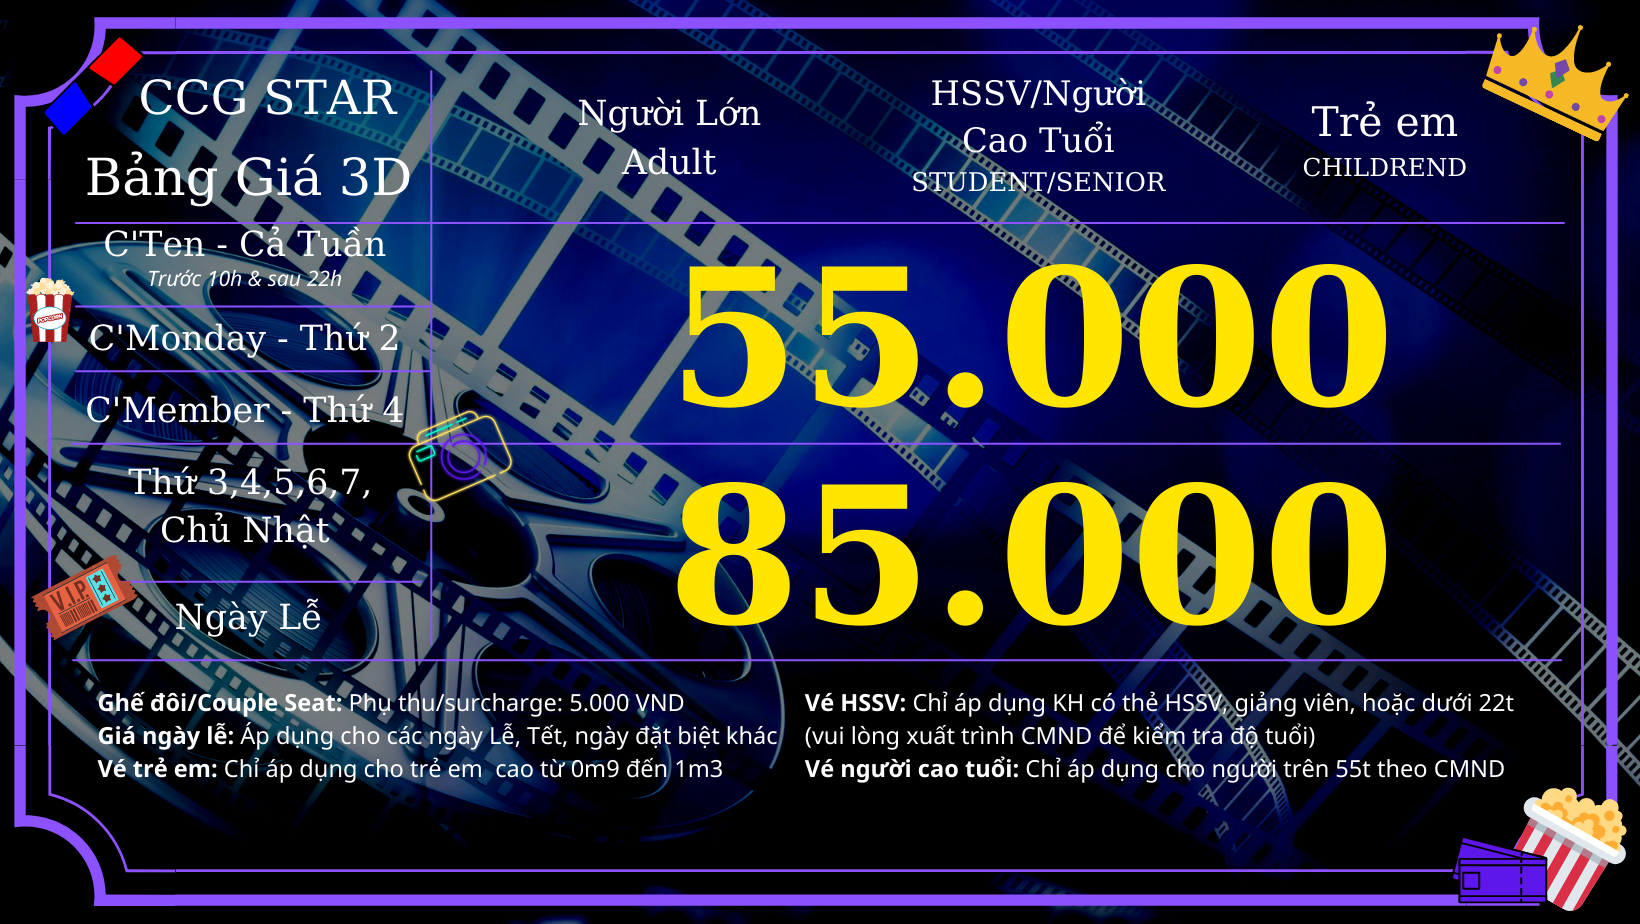 CCG STAR
Bảng Giá 3D
Người Lớn
Adult
HSSV/Người
Cao Tuổi
STUDENT/SENIOR
Trẻ em
CHILDREND
C'Ten - Cả Tuần
Trước 10h & sau 22h
C'Monday - Thứ 2
C'Member - Thứ 4
55.000
Thứ 3,4,5,6,7,
Chủ Nhật
Ngày Lễ
85.000
Ghế đôi/Couple Seat: Phụ thu/surcharge: 5.000 VND
Giá ngày lễ: Áp dụng cho các ngày Lễ, Tết, ngày đặt biệt khác
Vé trẻ em: Chỉ áp dụng cho trẻ em  cao từ 0m9 đến 1m3
Vé HSSV: Chỉ áp dụng KH có thẻ HSSV, giảng viên, hoặc dưới 22t
(vui lòng xuất trình CMND để kiểm tra độ tuổi)
Vé người cao tuổi: Chỉ áp dụng cho người trên 55t theo CMND
POPCORN
V.I.P.